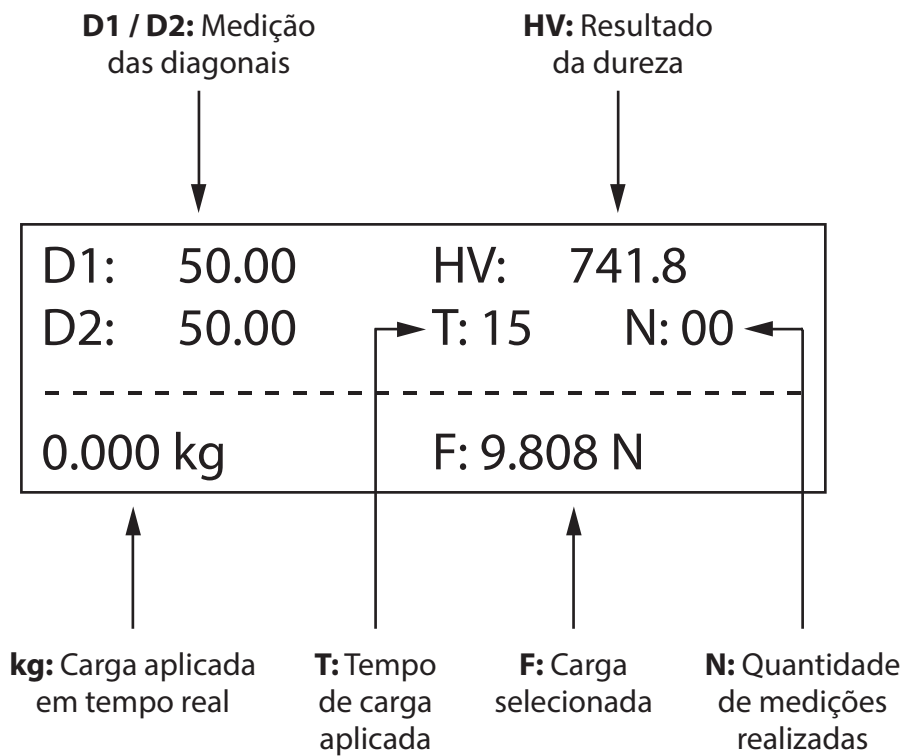 D1 / D2: Medição
das diagonais
HV: Resultado
da dureza
D1: 50.00 HV: 741.8
D2: 50.00 T: 15 N: 00
0.000 kg F: 9.808 N
kg: Carga aplicada
em tempo real
T: Tempo
de carga
aplicada
F: Carga
selecionada
N: Quantidade
de medições
realizadas